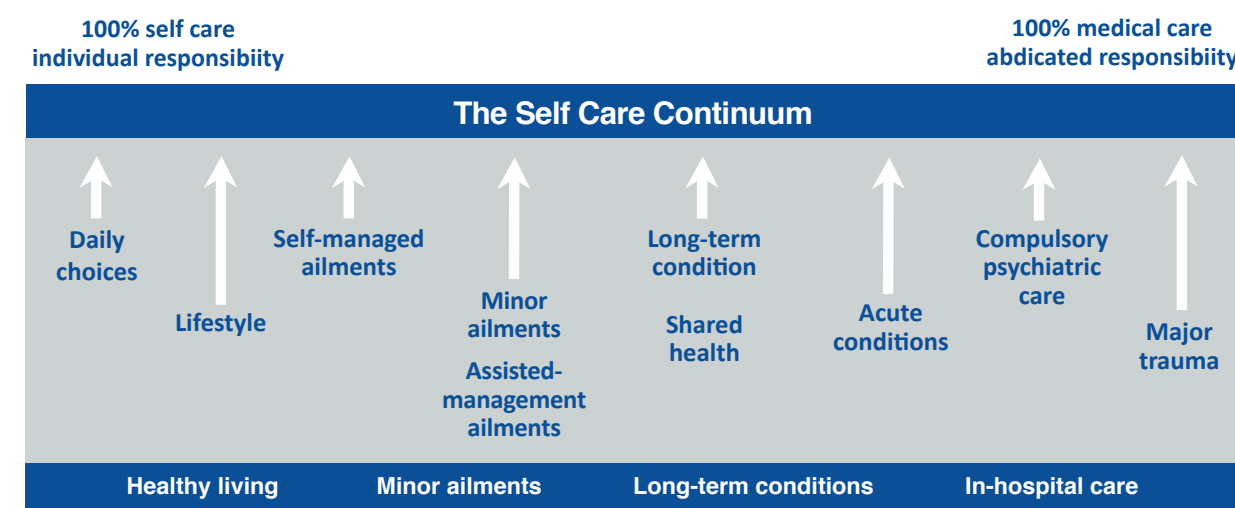 100% self care
individual responsibiity
100% medical care
abdicated responsibiity
The Self Care Continuum
Daily
choices
Lifestyle
Self-managed
ailments
Minor
ailments
Assisted-
management
ailments
Long-term
condition
Shared
health
Acute
conditions
Compulsory
psychiatric
care
Major
trauma
Healthy living
Minor ailments
Long-term conditions
In-hospital care